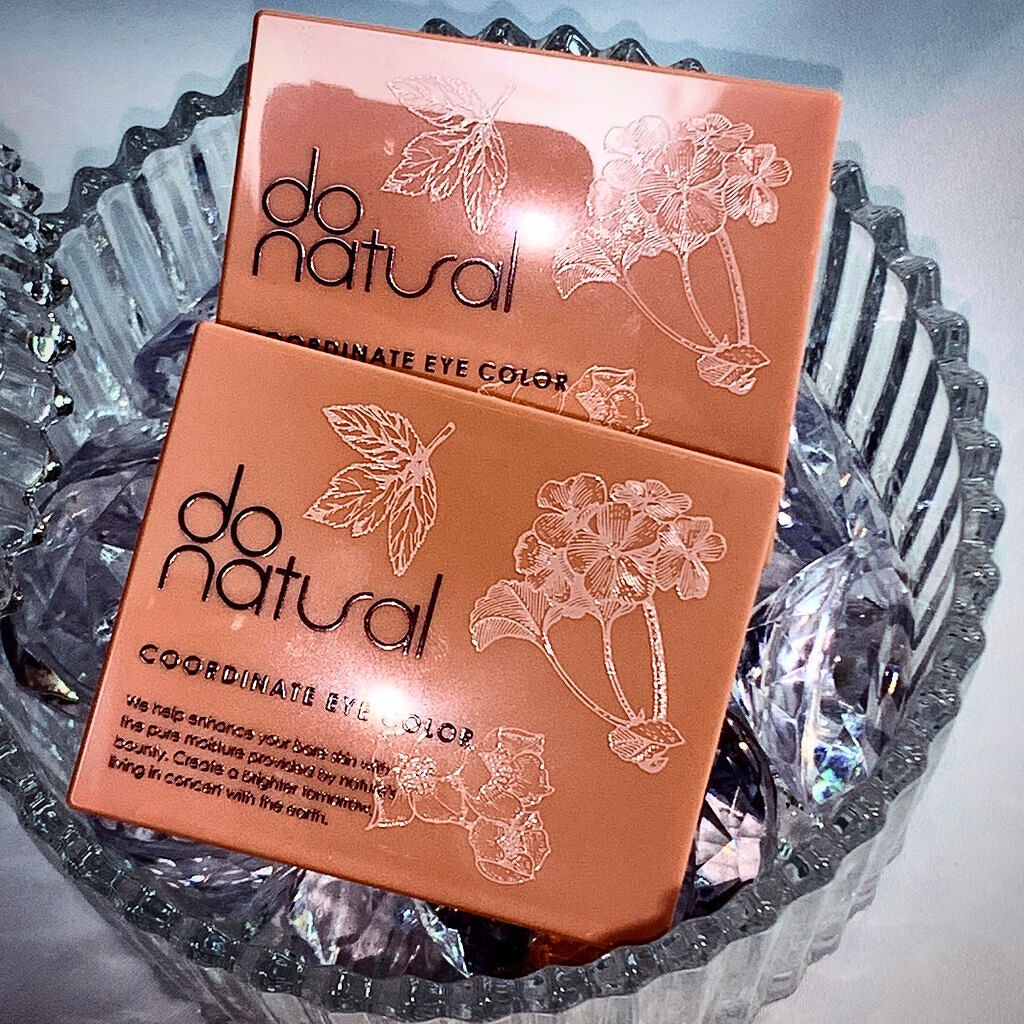 do
natural
COORDINATE EYE COLOR
do
natural
COORDINATE EYE COLOR
We help enhance your bare skin with
the pure moisture provided by nature's
bounty. Create a brighter tomorrow,
living in concert with the earth.